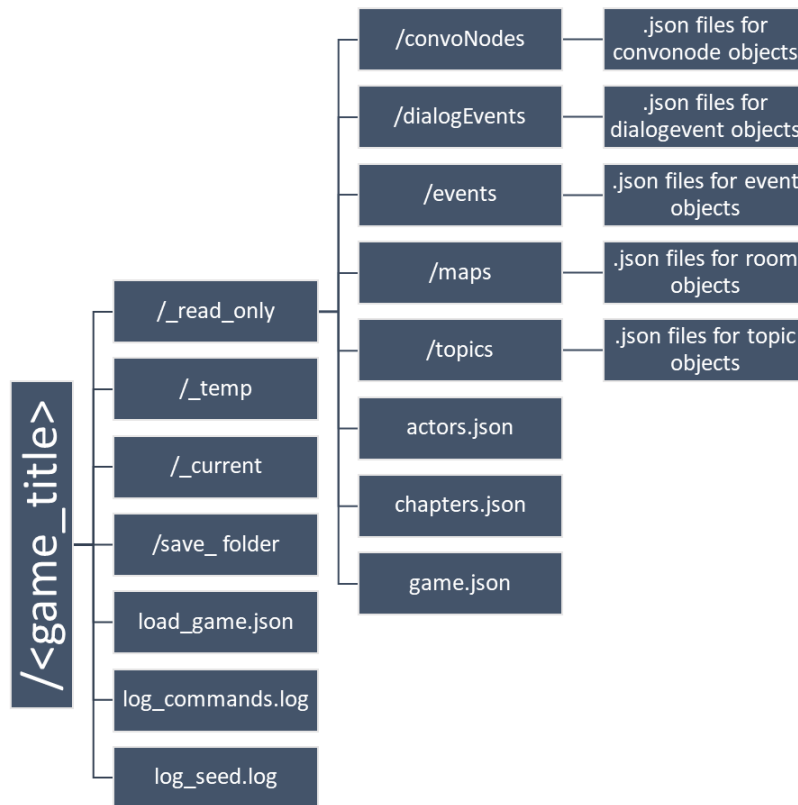 /<game_title>
/_read_only
/_temp
/_current
/save_ folder
load_game.json
log_commands.log
log_seed.log
/convoNodes
/dialogEvents
/events
/maps
/topics
actors.json
chapters.json
game.json
.json files for
convonode objects
.json files for
dialogevent objects
.json files for event
objects
.json files for room
objects
.json files for topic
objects